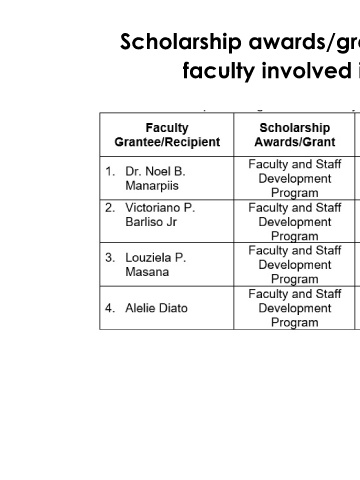 Scholarship awards/gr
faculty involved i
Faculty
Grantee/Recipient
Scholarship
Awards/Grant
1. Dr. Noel B.
Manarpiis
Faculty and Staff
Development
Program
2. Victoriano P.
Barliso Jr
Faculty and Staff
Development
Program
3. Louziela P.
Masana
Faculty and Staff
Development
Program
4. Alelie Diato
Faculty and Staff
Development
Program